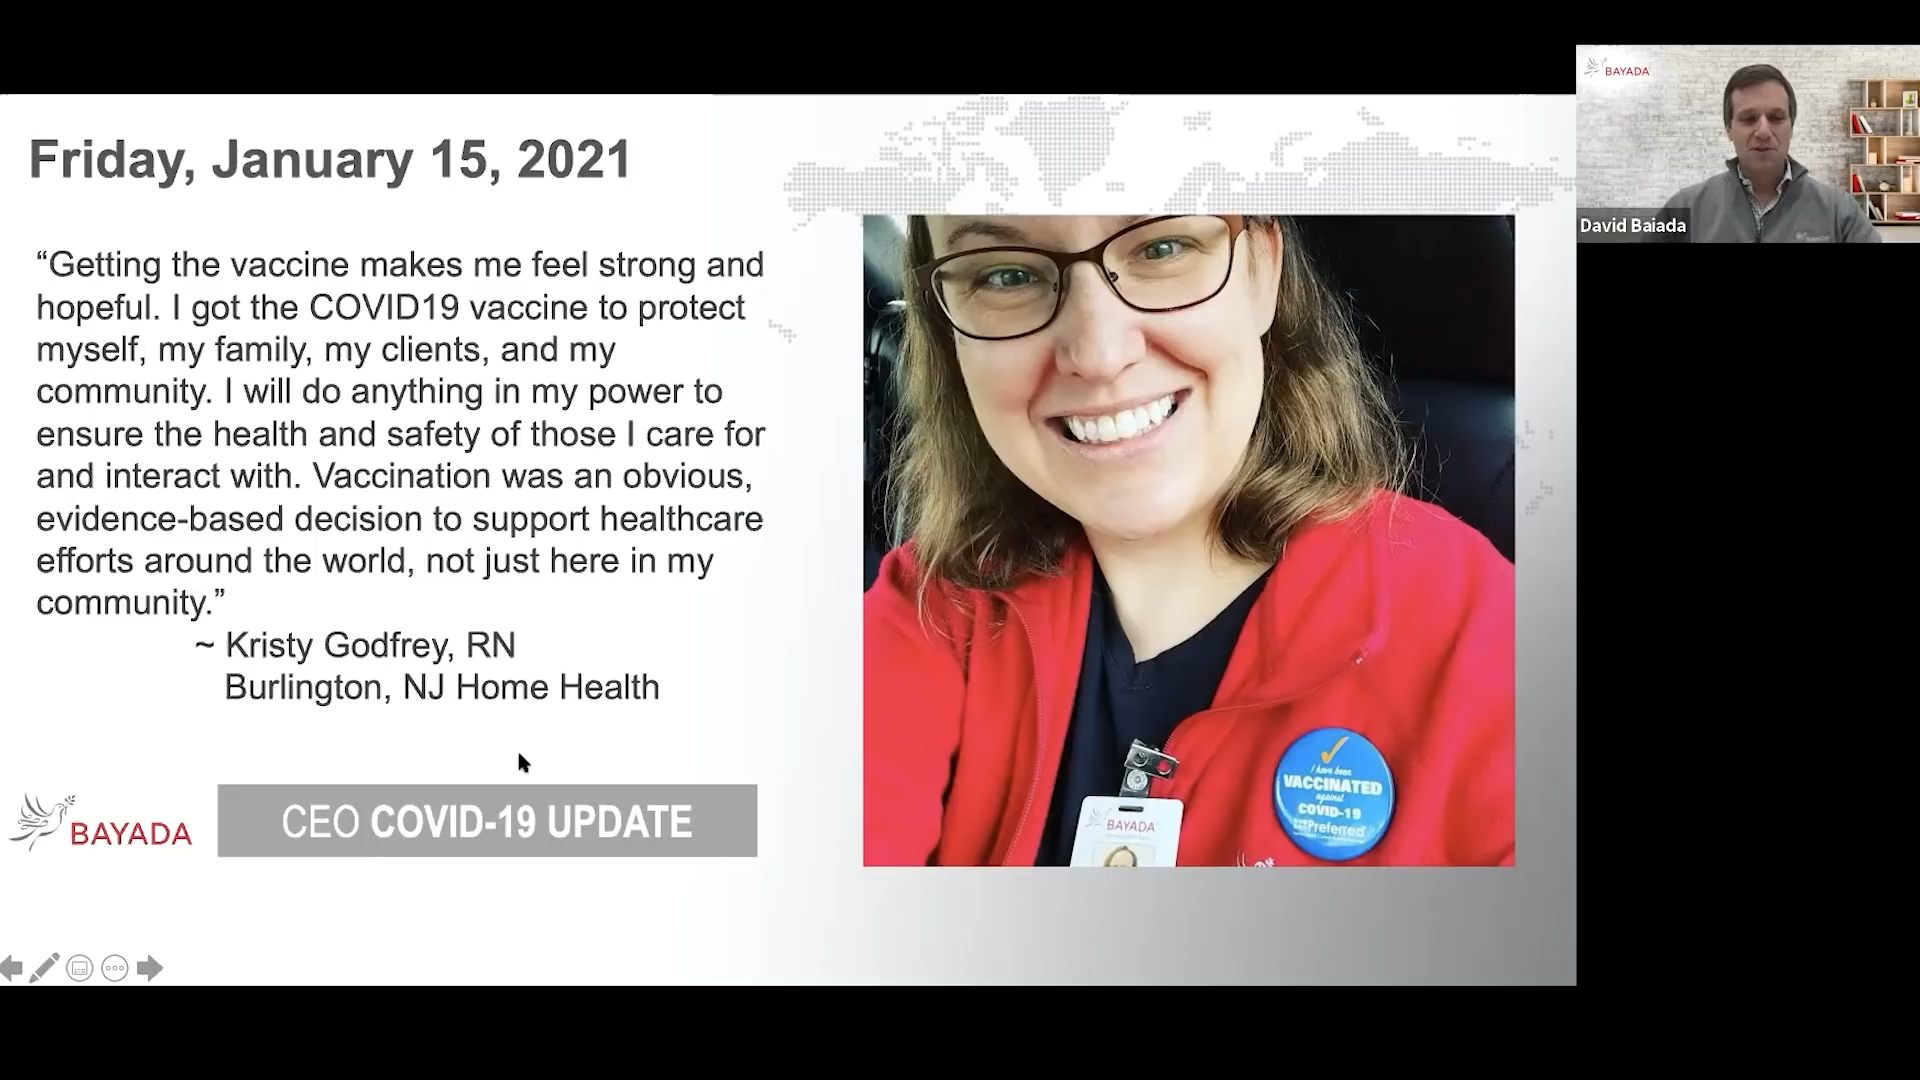 Friday, January 15, 2021
“Getting the vaccine makes me feel strong and
hopeful. I got the COVID19 vaccine to protect
myself, my family, my clients, and my
community. I will do anything in my power to
ensure the health and safety of those I care for
and interact with. Vaccination was an obvious,
evidence-based decision to support healthcare
efforts around the world, not just here in my
community.”
~ Kristy Godfrey, RN
Burlington, NJ Home Health
BAYADA
CEO COVID-19 UPDATE
BAYADA
I have been
VACCINATED
against
COVID-19
Preferred
BAYADA
David Baiada